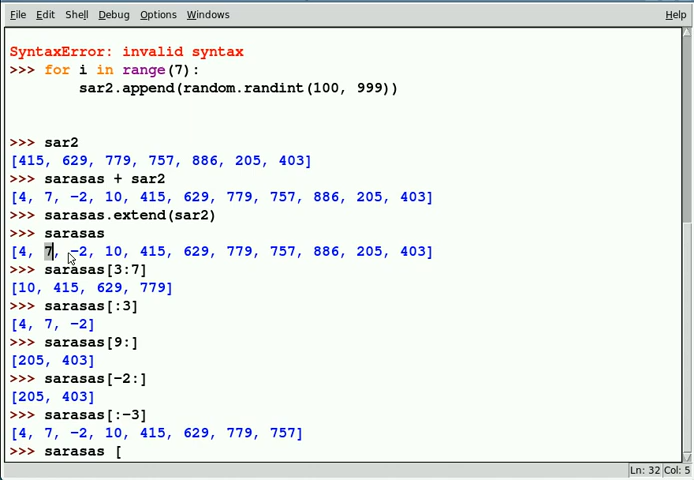 File Edit Shell Debug Options Windows Help
SyntaxError: invalid syntax
>>> for i in range(7):
        sar2.append(random.randint(100, 999))
>>> sar2
[415, 629, 779, 757, 886, 205, 403]
>>> sarasas + sar2
[4, 7, -2, 10, 415, 629, 779, 757, 886, 205, 403]
>>> sarasas.extend(sar2)
>>> sarasas
[4, 7, -2, 10, 415, 629, 779, 757, 886, 205, 403]
>>> sarasas[3:7]
[10, 415, 629, 779]
>>> sarasas[:3]
[4, 7, -2]
>>> sarasas[9:]
[205, 403]
>>> sarasas[-2:]
[205, 403]
>>> sarasas[:-3]
[4, 7, -2, 10, 415, 629, 779, 757]
>>> sarasas [
Ln: 32 Col: 5